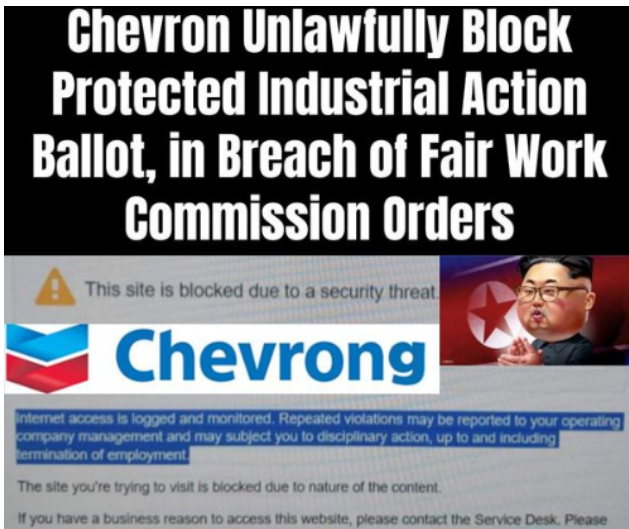 Chevron Unlawfully Block
Protected Industrial Action
Ballot, in Breach of Fair Work
Commission Orders
This site is blocked due to a security threat
Chevrong
Internet access is logged and monitored. Repeated violations may be reported to your operating
company management and may subject you to disciplinary action, up to and including
termination of employment.
The site you're trying to visit is blocked due to nature of the content.
If you have a business reason to access this website, please contact the Service Desk. Please